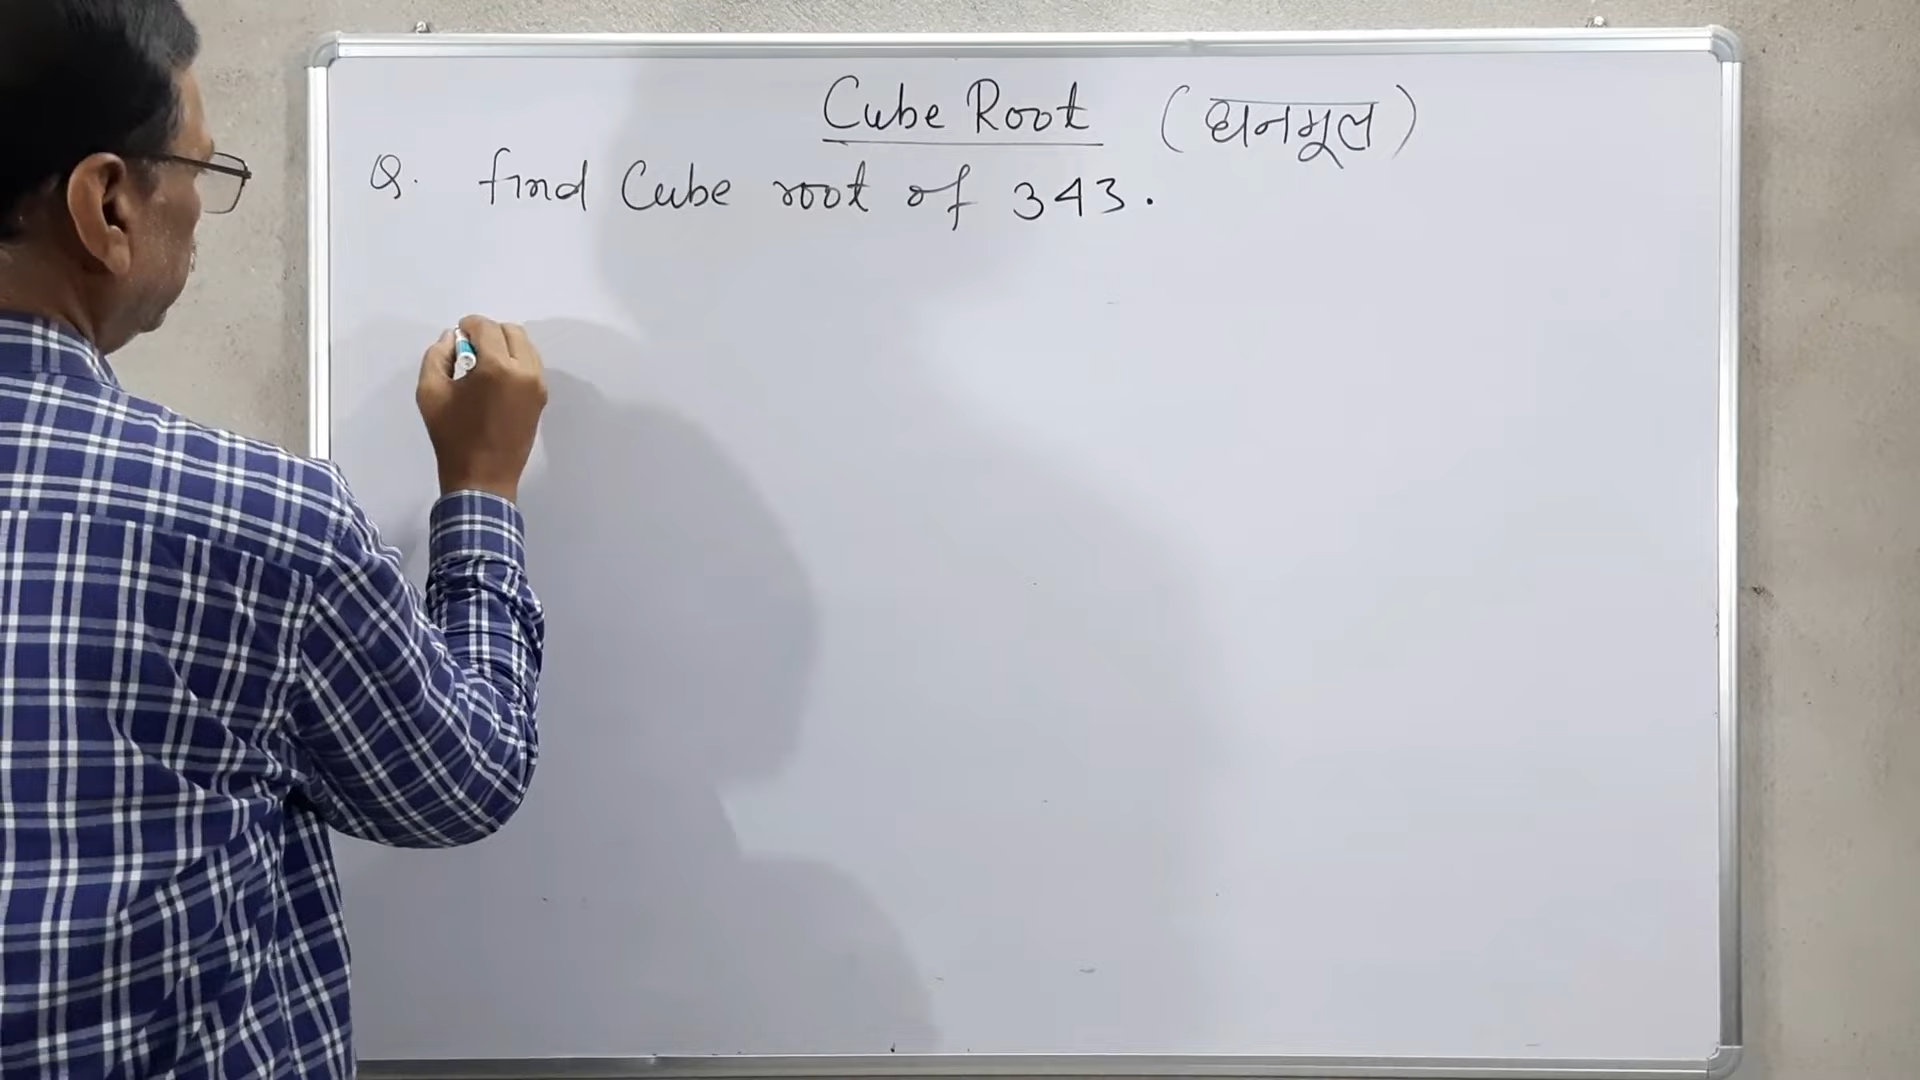 Cube Root (घनमूल)
Q. find Cube root of 343.